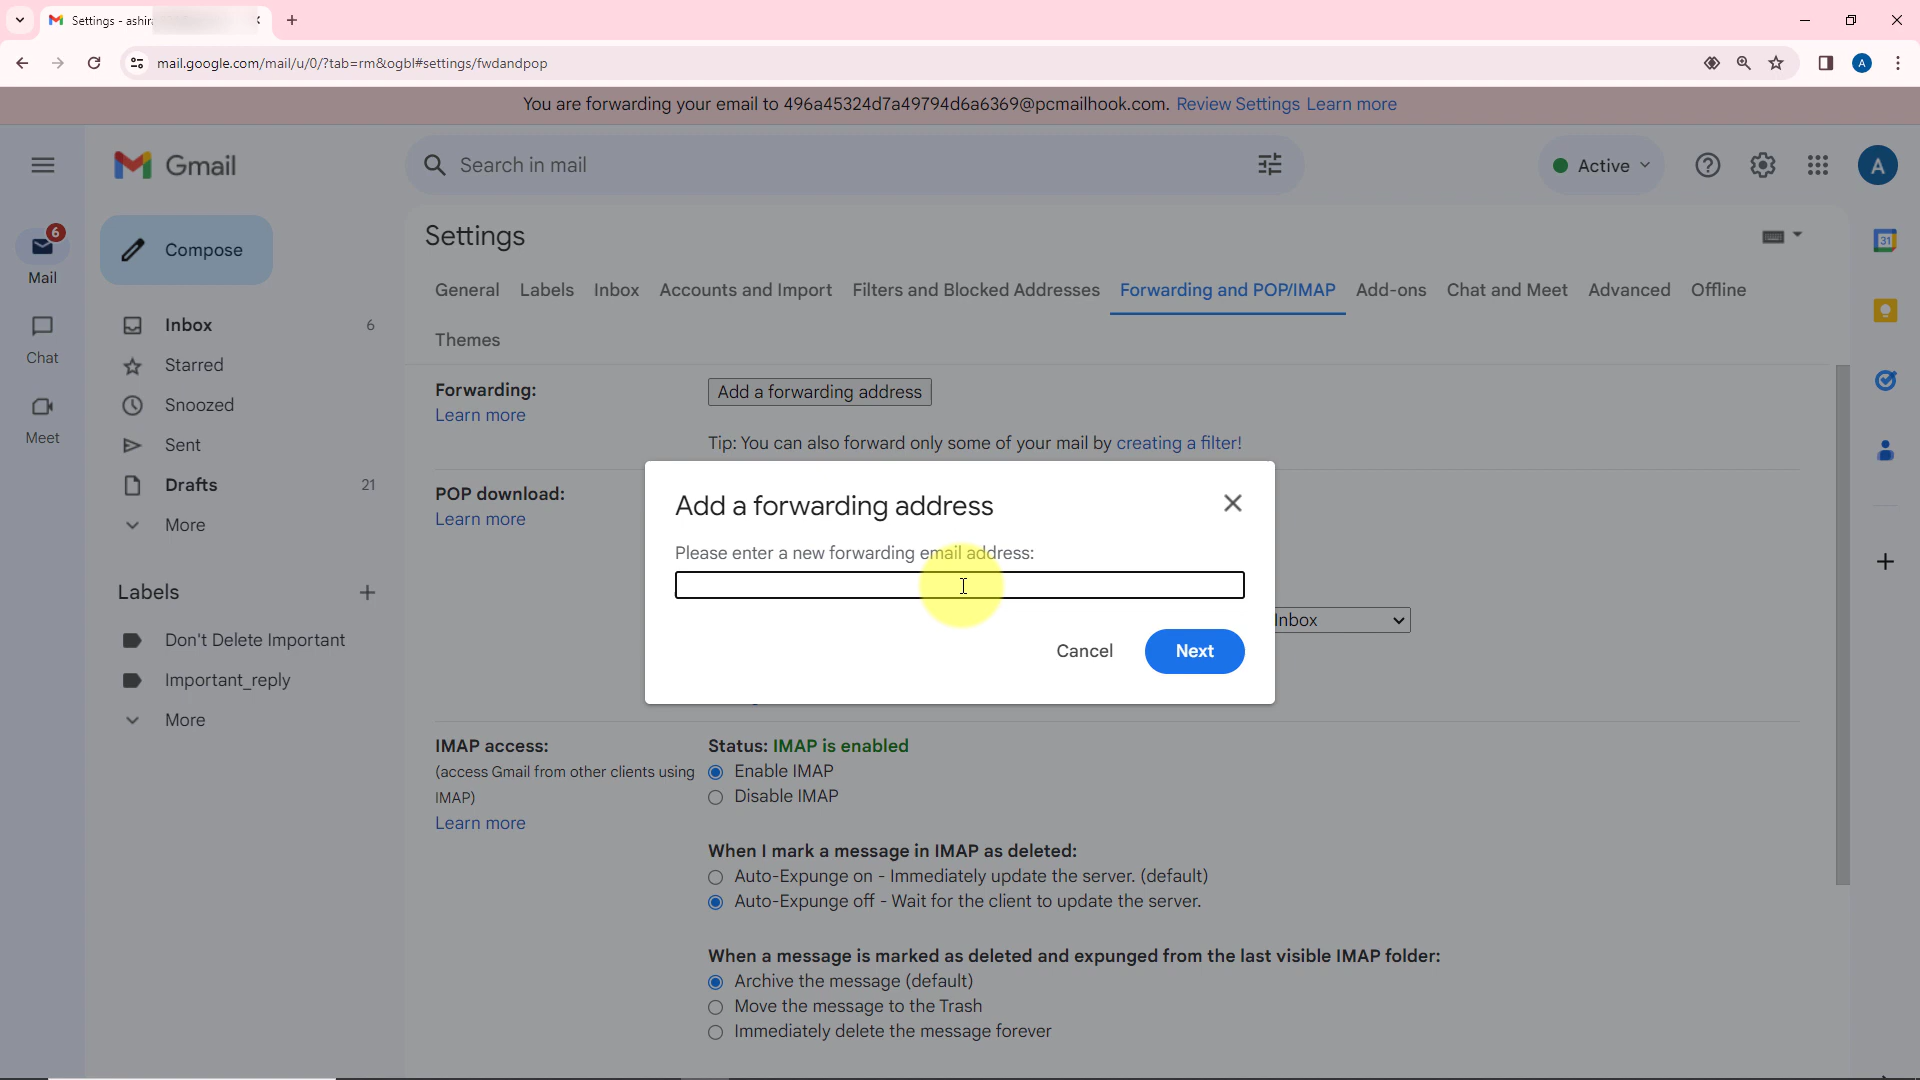 Settings - ashira
mail.google.com/mail/u/0/?tab=rm&ogbl#settings/fwdandpop
A
You are forwarding your email to 496a45324d7a49794d6a6369@pcmailhook.com. Review Settings Learn more
Gmail
Search in mail
Active
A
6
Mail
Chat
Meet
Compose
Inbox 6
Starred
Snoozed
Sent
Drafts 21
More
Labels
Don't Delete Important
Important_reply
More
Settings
General Labels Inbox Accounts and Import Filters and Blocked Addresses Forwarding and POP/IMAP Add-ons Chat and Meet Advanced Offline
Themes
Forwarding:
Learn more
Add a forwarding address
Tip: You can also forward only some of your mail by creating a filter!
POP download:
Learn more
Add a forwarding address
Please enter a new forwarding email address:
Cancel Next
Inbox
IMAP access:
(access Gmail from other clients using
IMAP)
Learn more
Status: IMAP is enabled
Enable IMAP
Disable IMAP
When I mark a message in IMAP as deleted:
Auto-Expunge on - Immediately update the server. (default)
Auto-Expunge off - Wait for the client to update the server.
When a message is marked as deleted and expunged from the last visible IMAP folder:
Archive the message (default)
Move the message to the Trash
Immediately delete the message forever
31